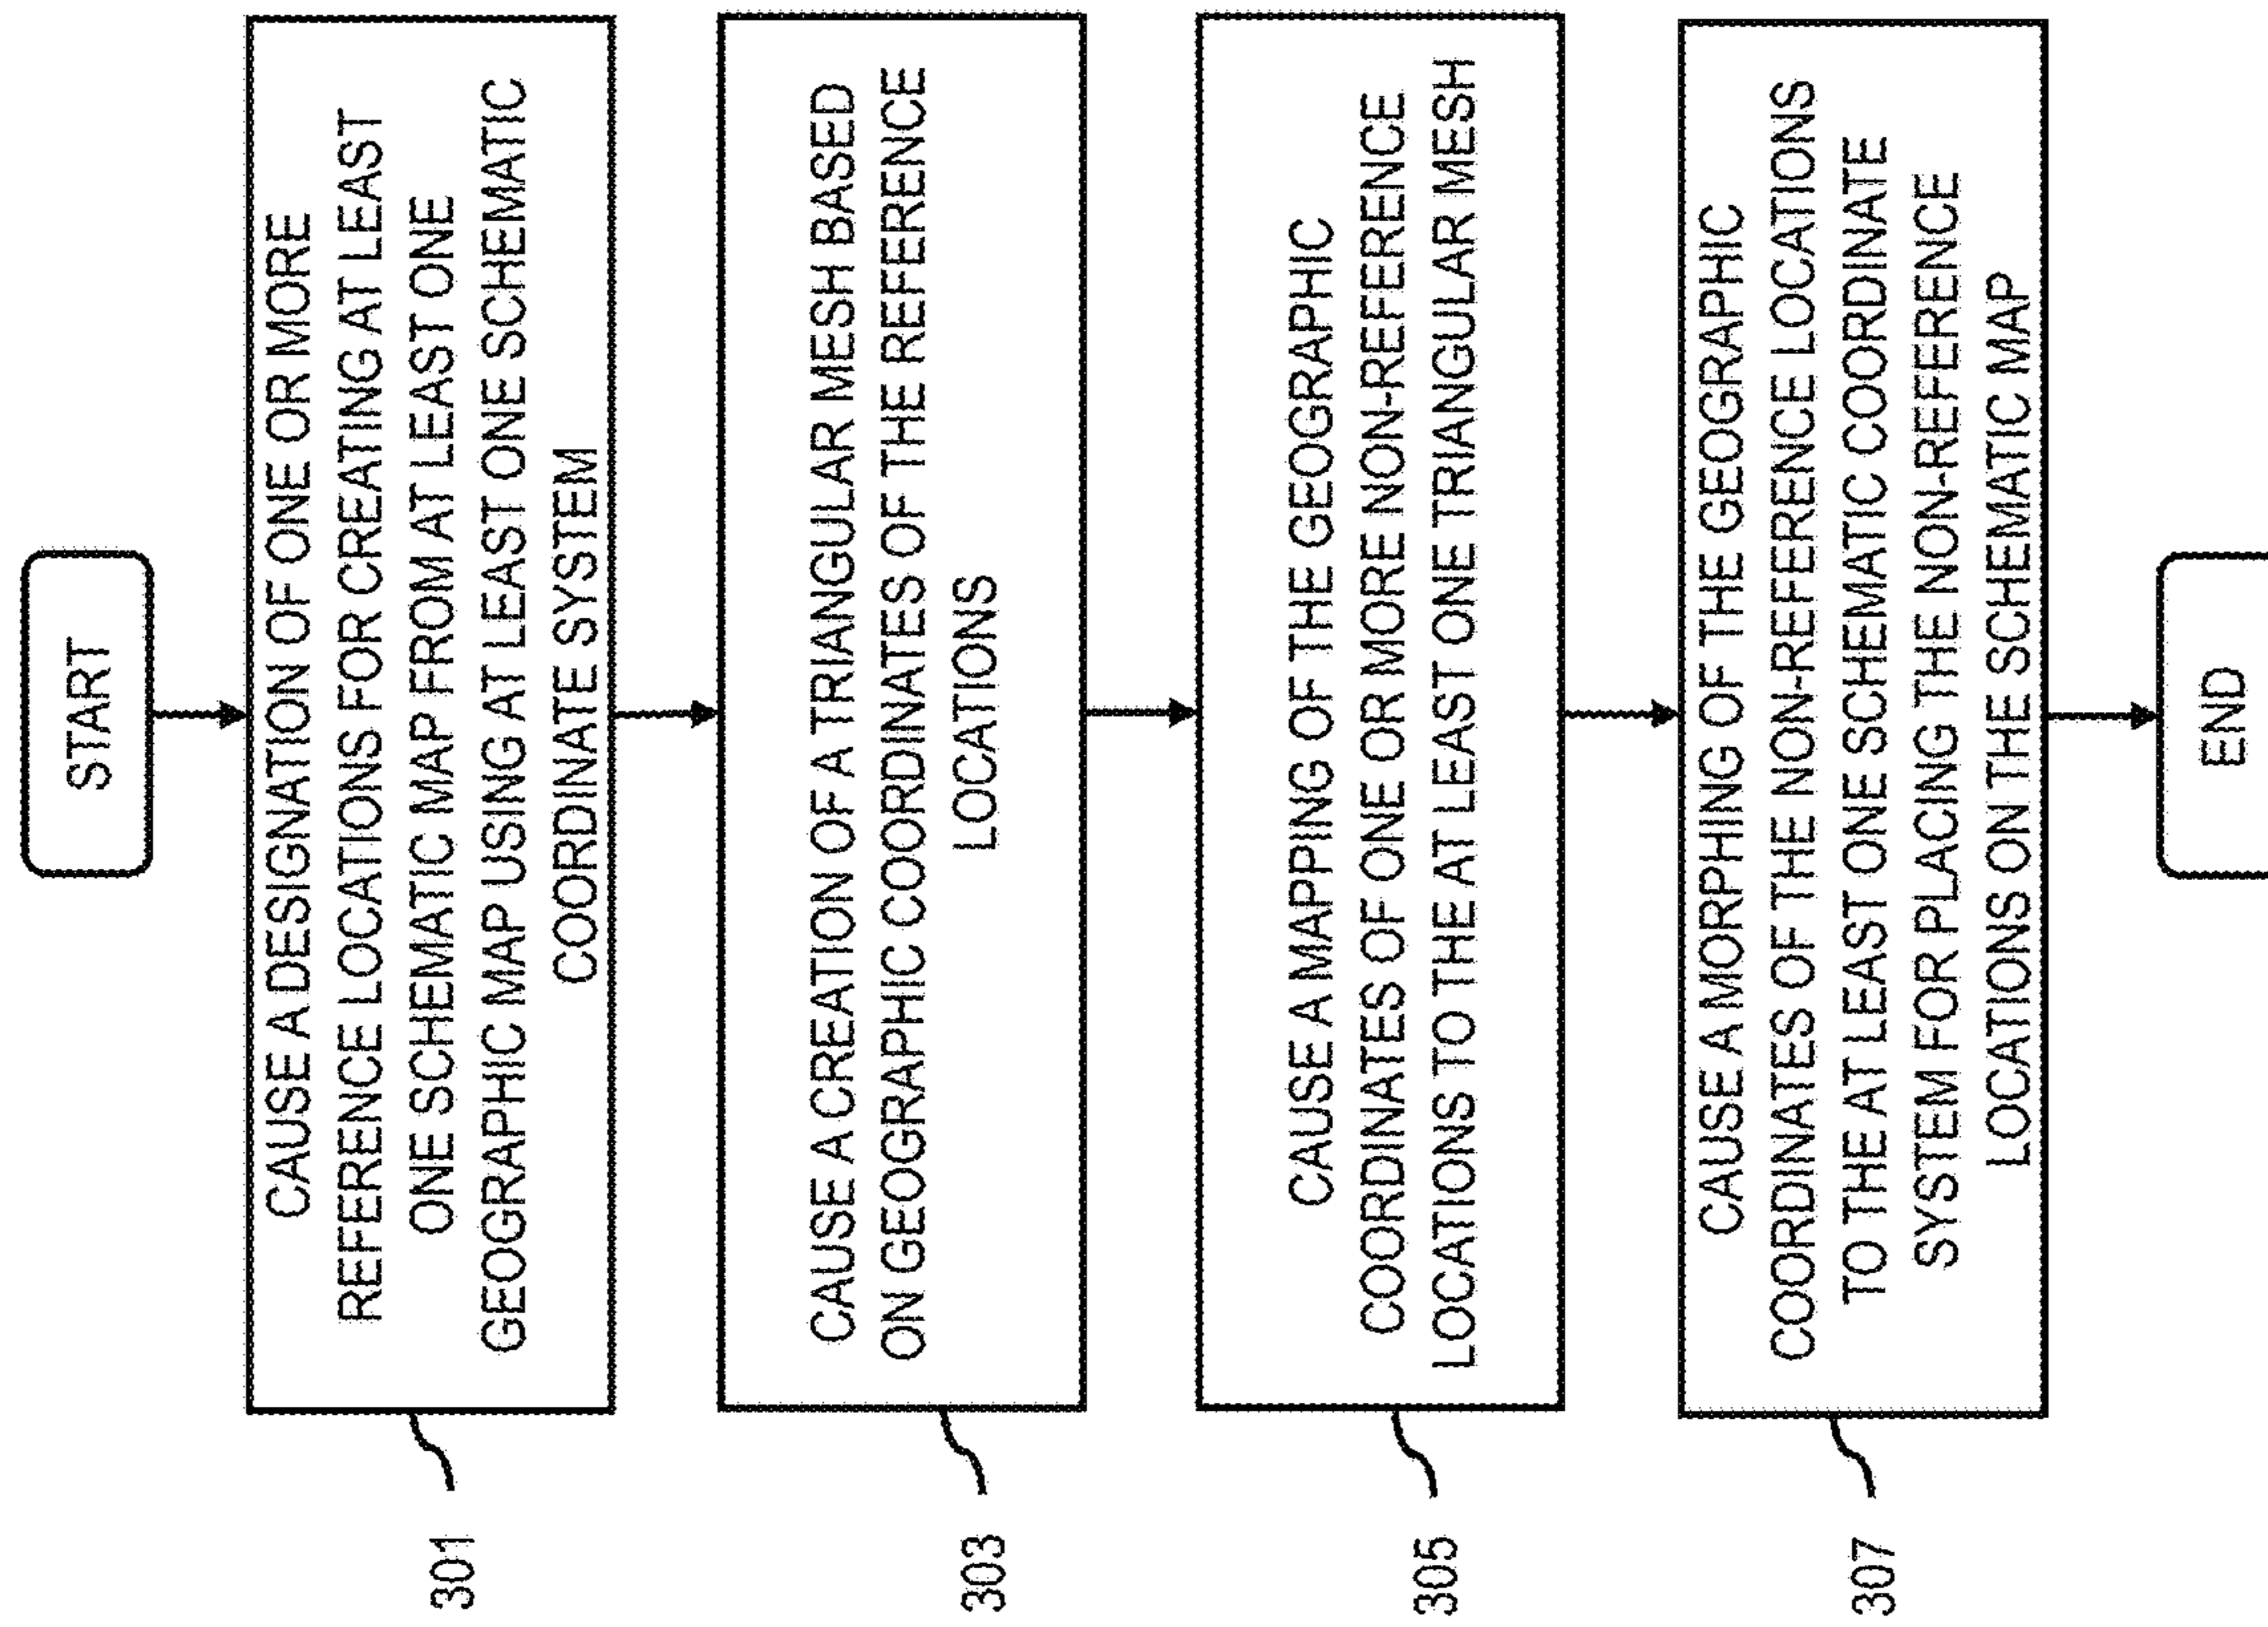 START
301
CAUSE A DESIGNATION OF ONE OR MORE
REFERENCE LOCATIONS FOR CREATING AT LEAST
ONE SCHEMATIC MAP FROM AT LEAST ONE
GEOGRAPHIC MAP USING AT LEAST ONE SCHEMATIC
COORDINATE SYSTEM
303
CAUSE A CREATION OF A TRIANGULAR MESH BASED
ON GEOGRAPHIC COORDINATES OF THE REFERENCE
LOCATIONS
305
CAUSE A MAPPING OF THE GEOGRAPHIC
COORDINATES OF ONE OR MORE NON-REFERENCE
LOCATIONS TO THE AT LEAST ONE TRIANGULAR MESH
307
CAUSE A MORPHING OF THE GEOGRAPHIC
COORDINATES OF THE NON-REFERENCE LOCATIONS
TO THE AT LEAST ONE SCHEMATIC COORDINATE
SYSTEM FOR PLACING THE NON-REFERENCE
LOCATIONS ON THE SCHEMATIC MAP
END